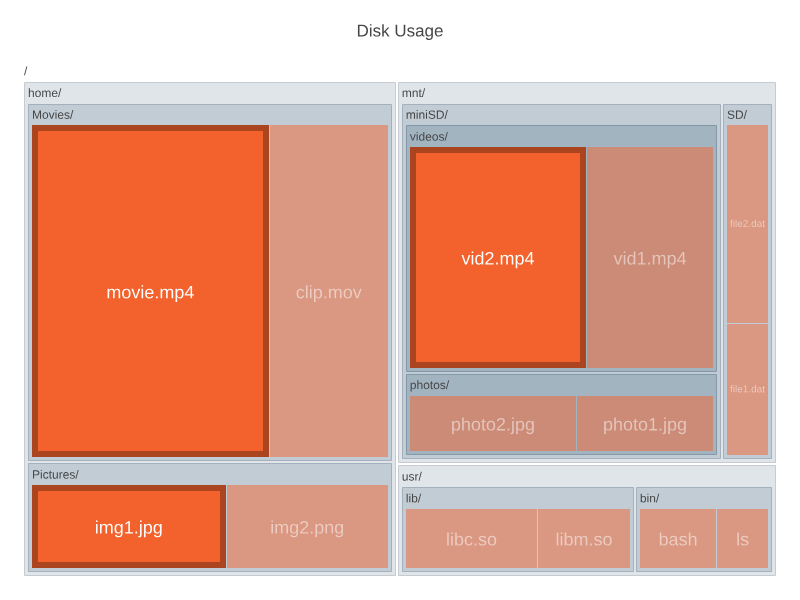 Disk Usage
/
home/
Movies/
movie.mp4
clip.mov
Pictures/
img1.jpg
img2.png
mnt/
miniSD/
videos/
vid2.mp4
vid1.mp4
photos/
photo2.jpg
photo1.jpg
SD/
file2.dat
file1.dat
usr/
lib/
libc.so
libm.so
bin/
bash
ls